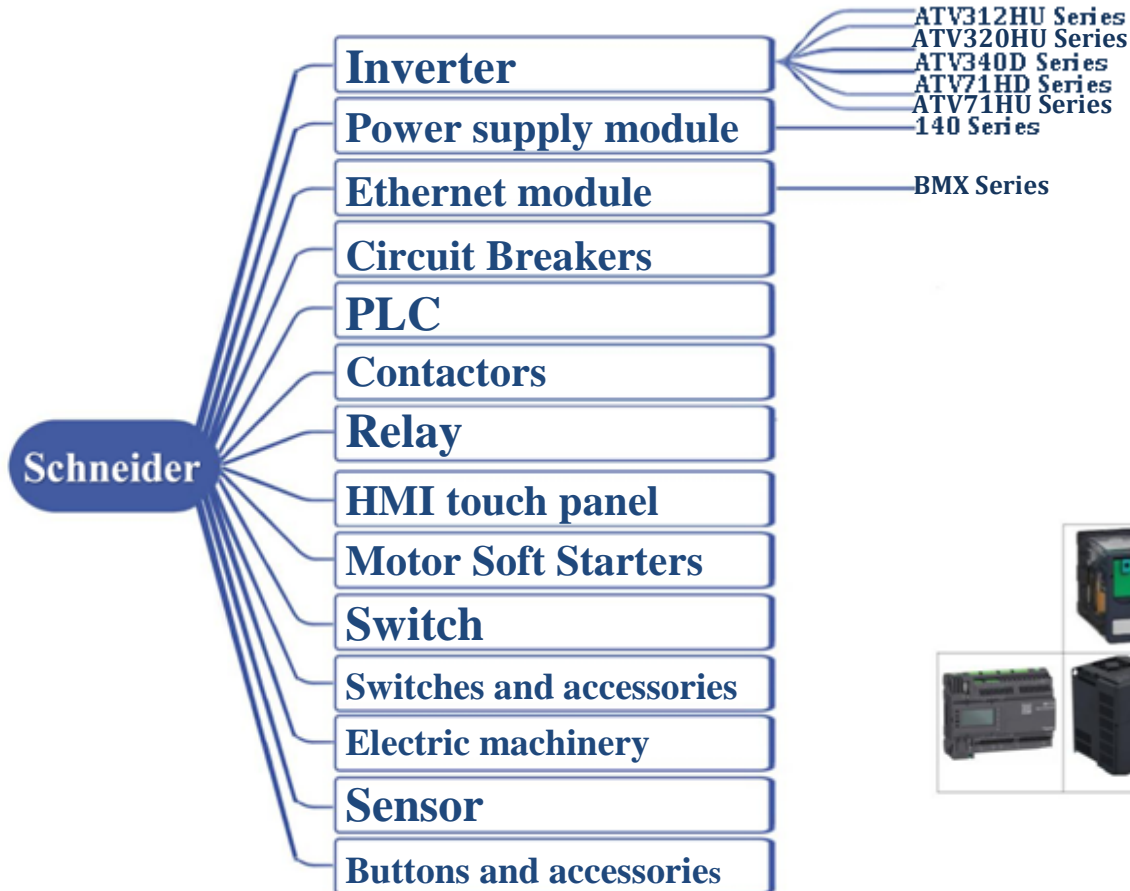 Schneider
Inverter
ATV312HU Series
ATV320HU Series
ATV340D Series
ATV71HD Series
ATV71HU Series
Power supply module
140 Series
Ethernet module
BMX Series
Circuit Breakers
PLC
Contactors
Relay
HMI touch panel
Motor Soft Starters
Switch
Switches and accessories
Electric machinery
Sensor
Buttons and accessories